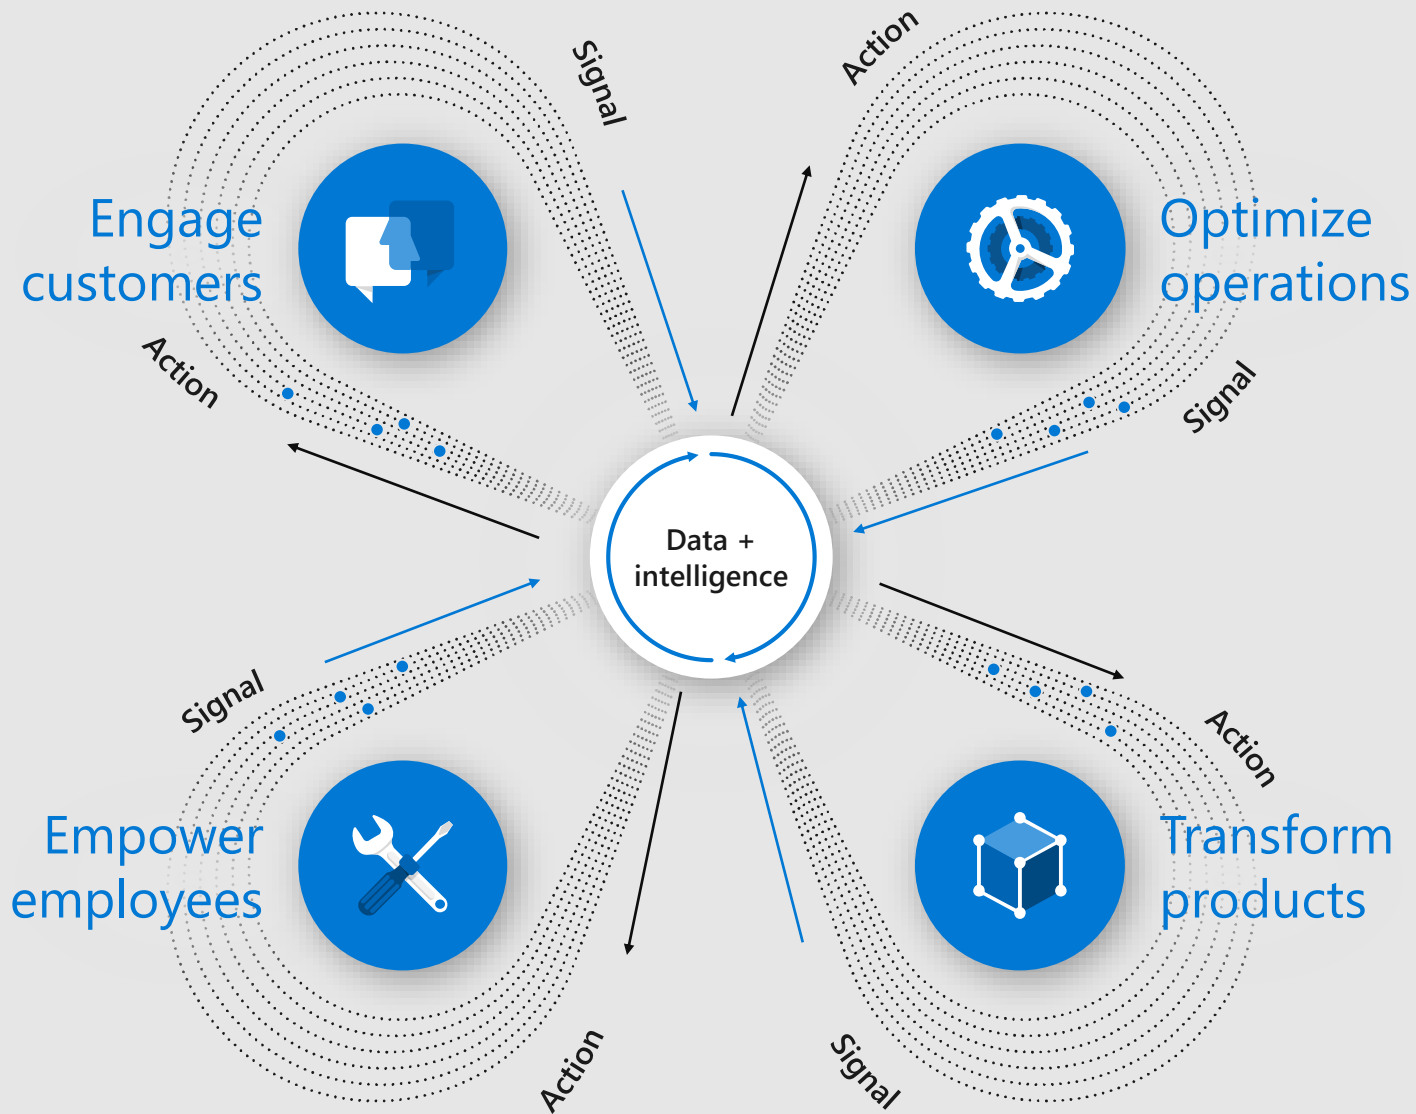 Signal
Action
Engage
customers
Optimize
operations
Action
Signal
Data +
intelligence
Signal
Action
Empower
employees
Transform
products
Action
Signal